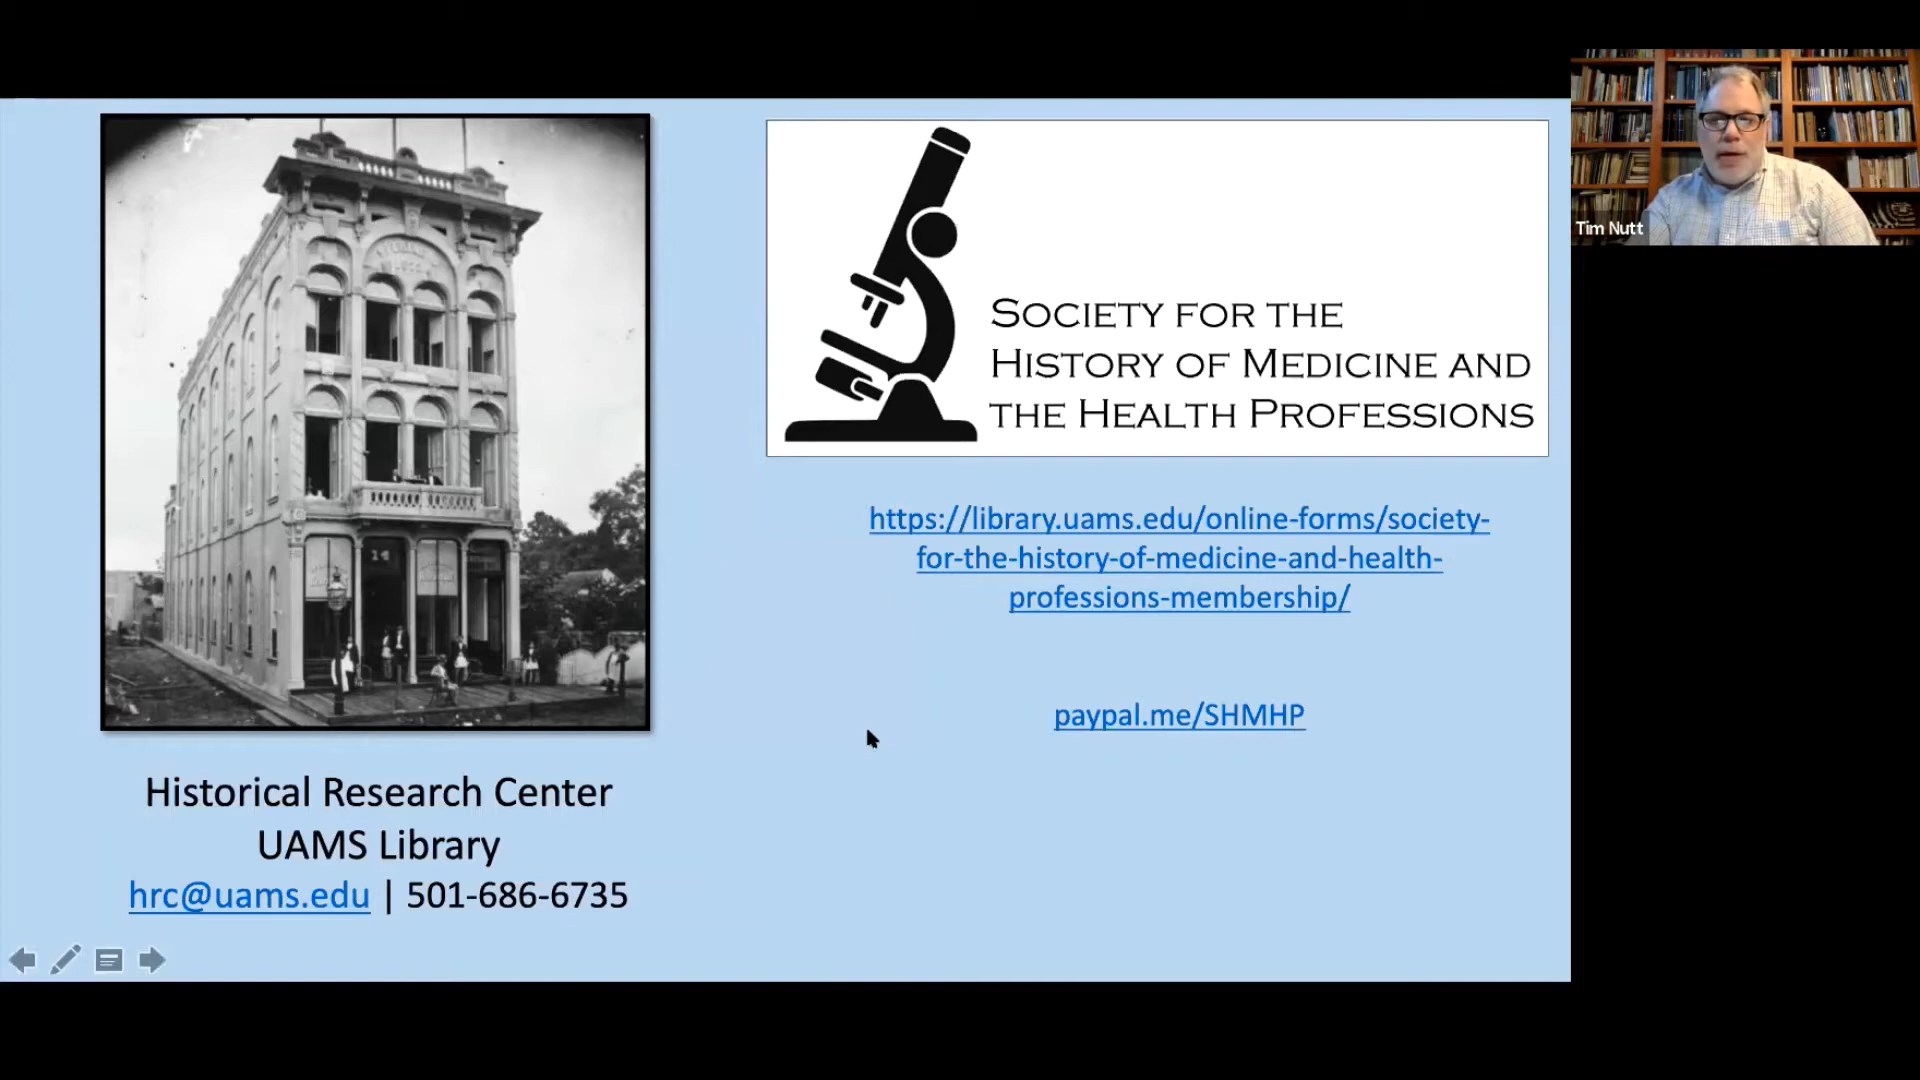 14
Historical Research Center
UAMS Library
hrc@uams.edu | 501-686-6735
SOCIETY FOR THE
HISTORY OF MEDICINE AND
THE HEALTH PROFESSIONS
https://library.uams.edu/online-forms/society-
for-the-history-of-medicine-and-health-
professions-membership/
paypal.me/SHMHP
Tim Nutt